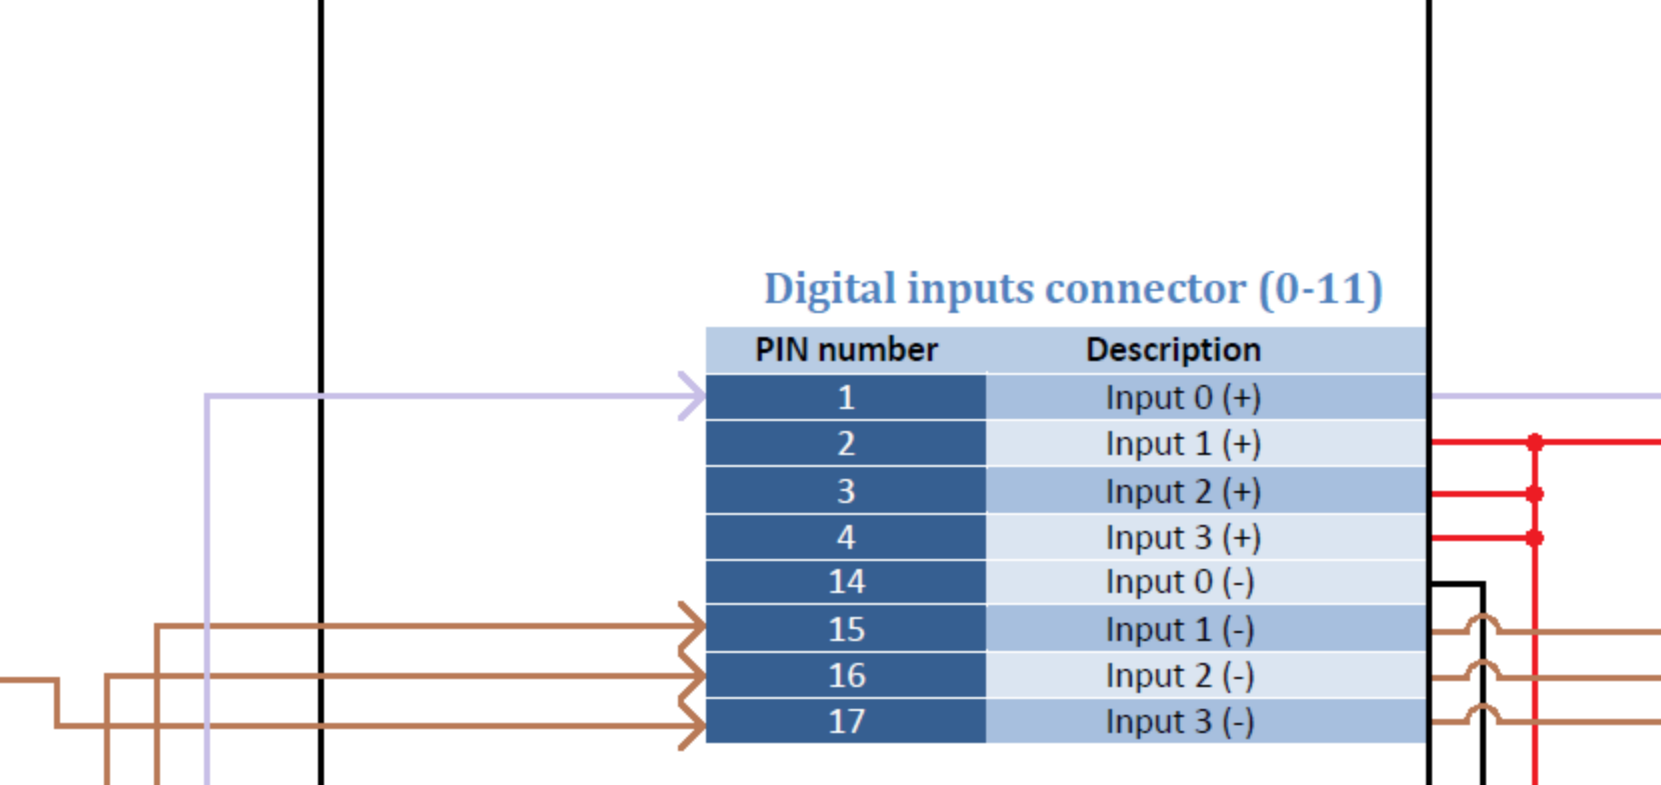 Digital inputs connector (0-11)
PIN number Description
1 Input 0 (+)
2 Input 1 (+)
3 Input 2 (+)
4 Input 3 (+)
14 Input 0 (-)
15 Input 1 (-)
16 Input 2 (-)
17 Input 3 (-)